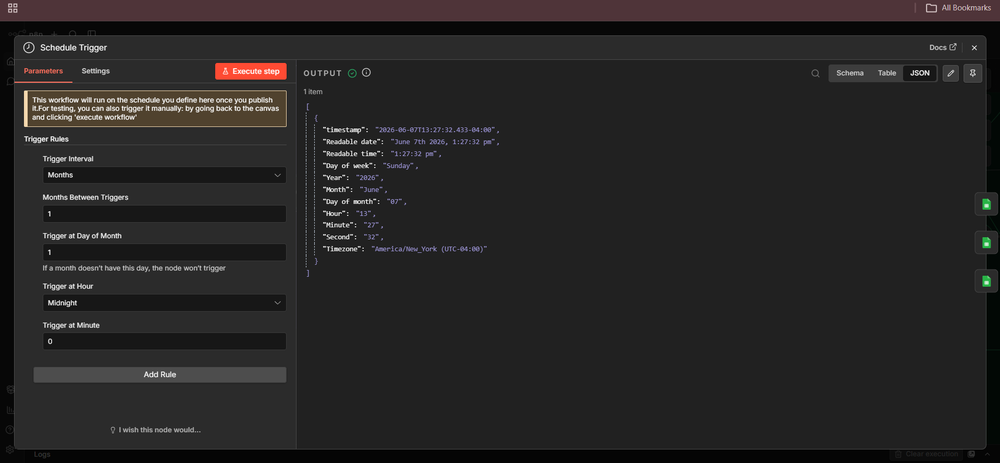 All Bookmarks
n8n
Schedule Trigger
Docs
Parameters
Settings
Execute step
This workflow will run on the schedule you define here once you publish
it.For testing, you can also trigger it manually: by going back to the canvas
and clicking 'execute workflow'
Trigger Rules
Trigger Interval
Months
Months Between Triggers
1
Trigger at Day of Month
1
If a month doesn’t have this day, the node won’t trigger
Trigger at Hour
Midnight
Trigger at Minute
0
Add Rule
I wish this node would...
OUTPUT
Schema
Table
JSON
1 item
[
{
"timestamp": "2026-06-07T13:27:32.433-04:00",
"Readable date": "June 7th 2026, 1:27:32 pm",
"Readable time": "1:27:32 pm",
"Day of week": "Sunday",
"Year": "2026",
"Month": "June",
"Day of month": "07",
"Hour": "13",
"Minute": "27",
"Second": "32",
"Timezone": "America/New_York (UTC-04:00)"
}
]
Logs
Clear execution